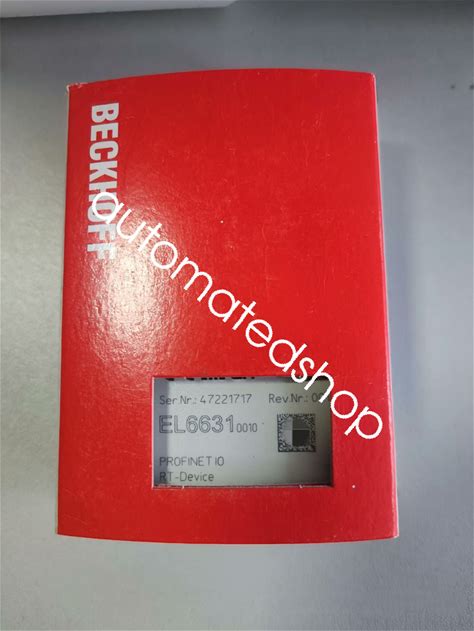 BECKHOFF
automatedshop
Ser.Nr.: 47221717 Rev.Nr.:
EL6631 0010
PROFINET IO
RT-Device